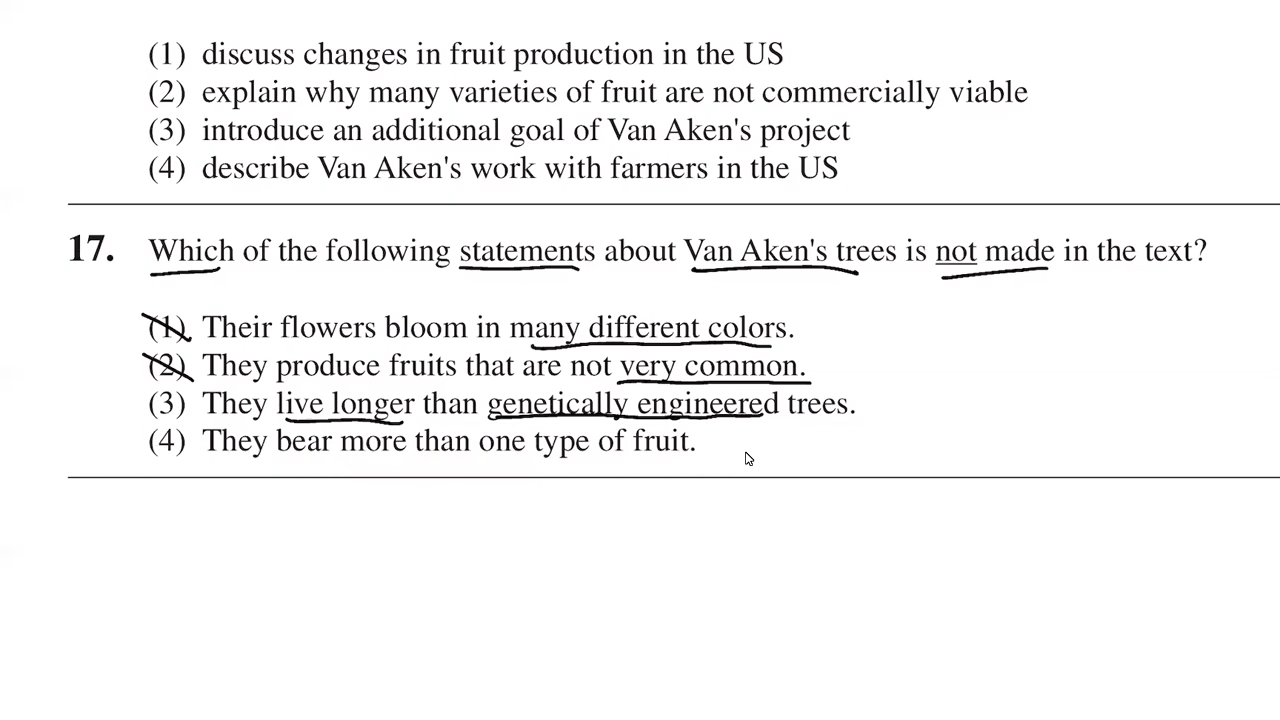 (1) discuss changes in fruit production in the US
(2) explain why many varieties of fruit are not commercially viable
(3) introduce an additional goal of Van Aken's project
(4) describe Van Aken's work with farmers in the US
17. Which of the following statements about Van Aken's trees is not made in the text?
(1) Their flowers bloom in many different colors.
(2) They produce fruits that are not very common.
(3) They live longer than genetically engineered trees.
(4) They bear more than one type of fruit.